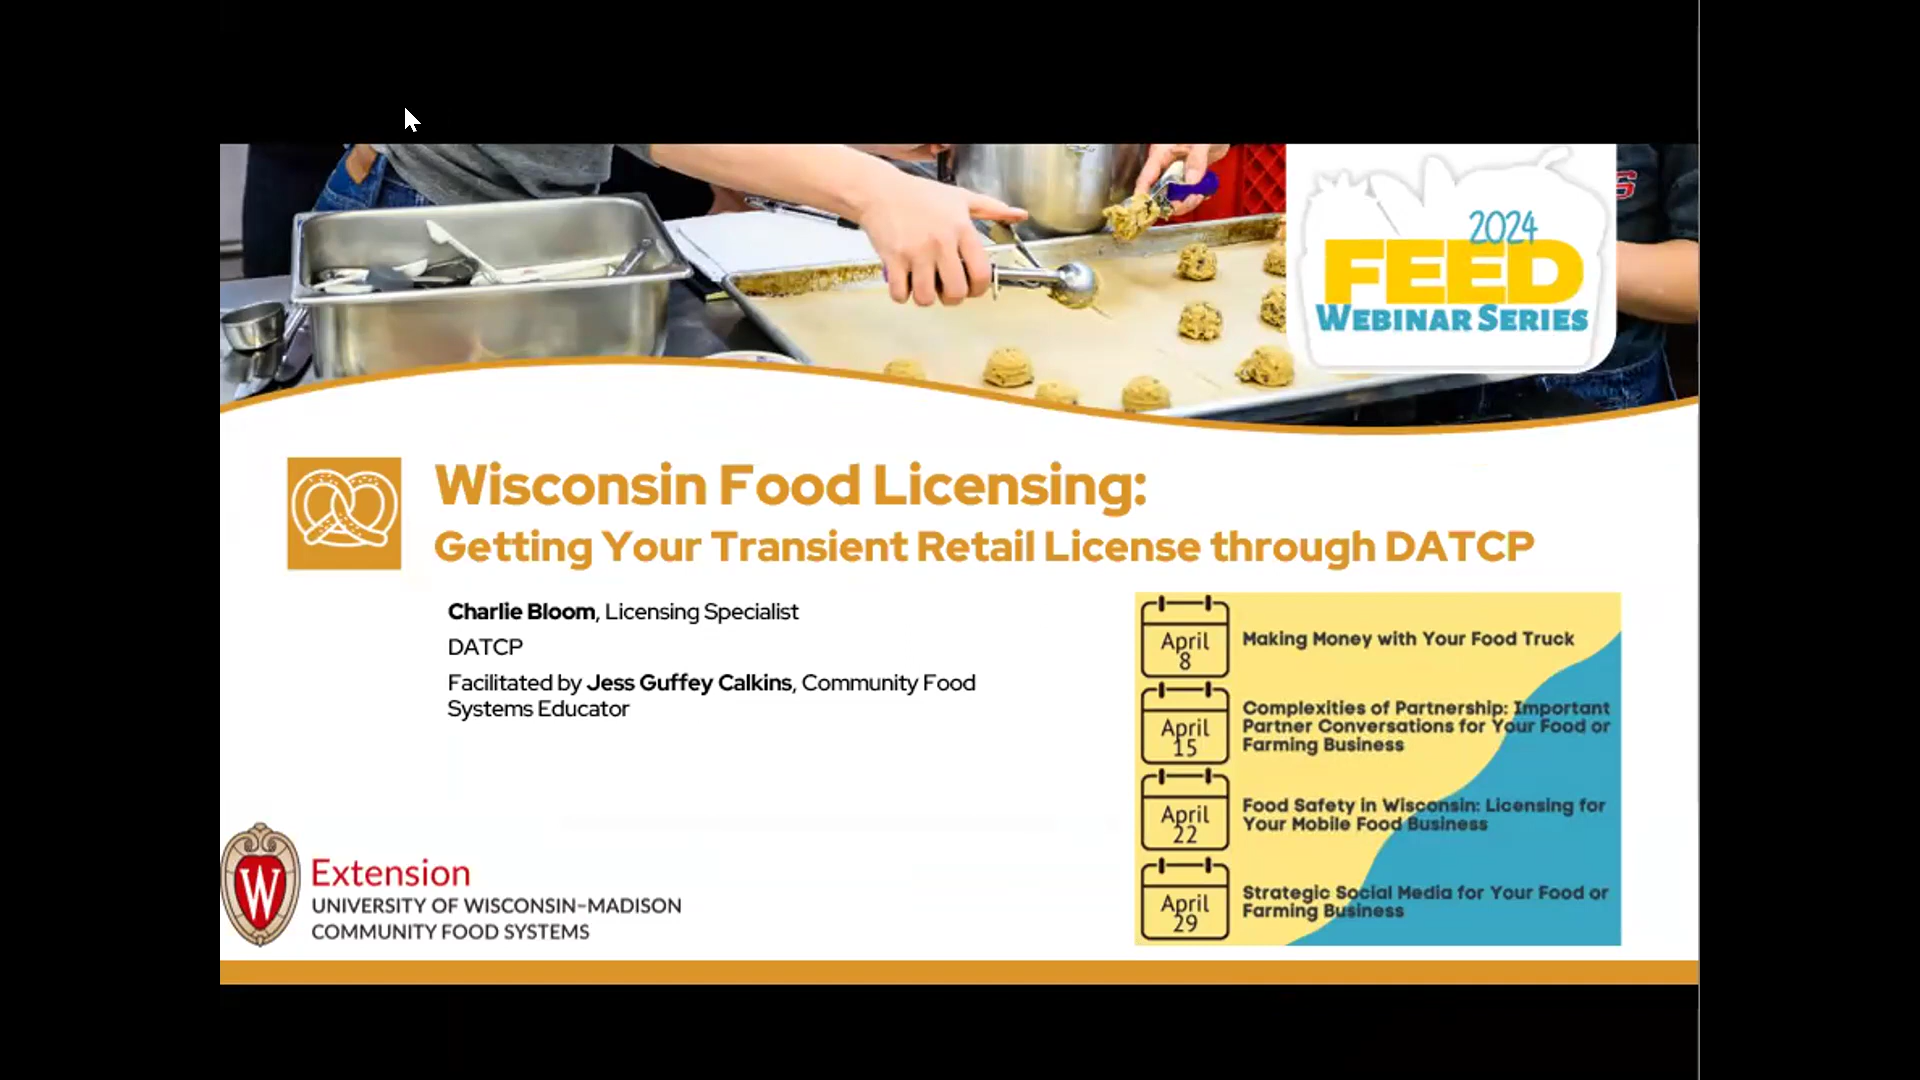 2024
FEED
WEBINAR SERIES
Wisconsin Food Licensing:
Getting Your Transient Retail License through DATCP
Charlie Bloom, Licensing Specialist
DATCP
Facilitated by Jess Guffey Calkins, Community Food
Systems Educator
April
8
Making Money with Your Food Truck
April
15
Complexities of Partnership: Important
Partner Conversations for Your Food or
Farming Business
April
22
Food Safety in Wisconsin: Licensing for
Your Mobile Food Business
April
29
Strategic Social Media for Your Food or
Farming Business
W
Extension
UNIVERSITY OF WISCONSIN–MADISON
COMMUNITY FOOD SYSTEMS